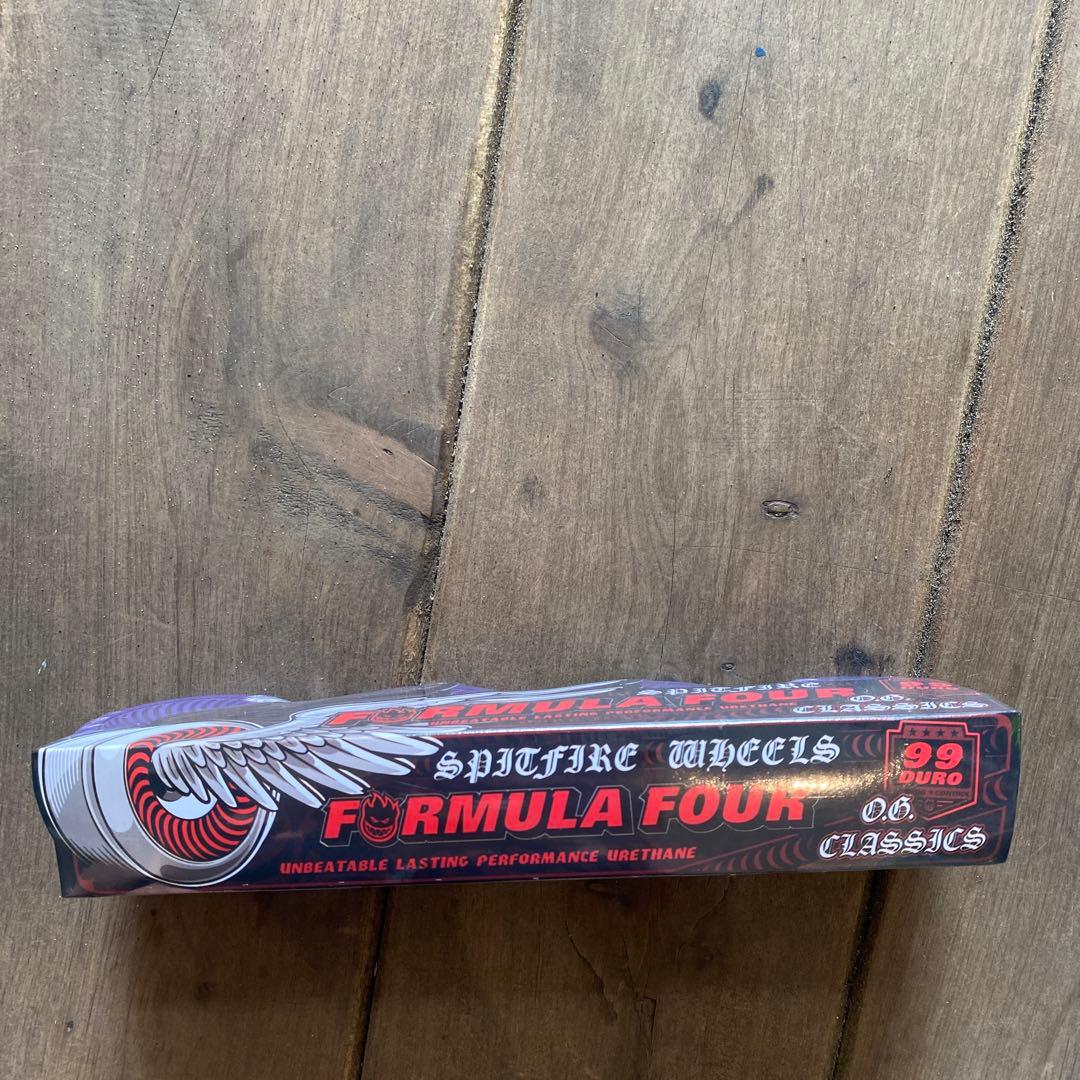 SPITFIRE
FORMULA FOUR
UNBEATABLE LASTING PERFORMANCE URETHANE
O.G.
CLASSICS
SPITFIRE WHEELS
FORMULA FOUR
UNBEATABLE LASTING PERFORMANCE URETHANE
99
DURO
O.G.
CLASSICS